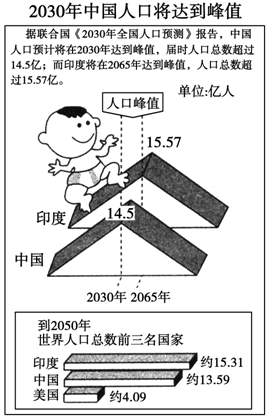 2030年中国人口将达到峰值
据联合国《2030年全国人口预测》报告，中国
人口预计将在2030年达到峰值，届时人口总数超过
14.5亿；而印度将在2065年达到峰值，人口总数超
过15.57亿。
人口峰值
单位:亿人
15.57
印度
14.5
中国
2030年 2065年
到2050年
世界人口总数前三名国家
印度 约15.31
中国 约13.59
美国 约4.09